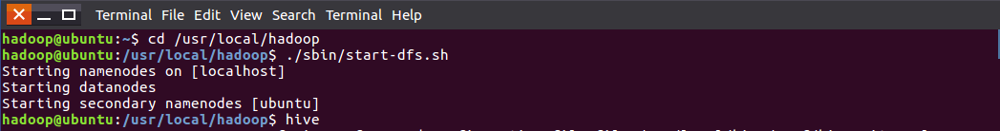 Terminal File Edit View Search Terminal Help
hadoop@ubuntu:~$ cd /usr/local/hadoop
hadoop@ubuntu:/usr/local/hadoop$ ./sbin/start-dfs.sh
Starting namenodes on [localhost]
Starting datanodes
Starting secondary namenodes [ubuntu]
hadoop@ubuntu:/usr/local/hadoop$ hive